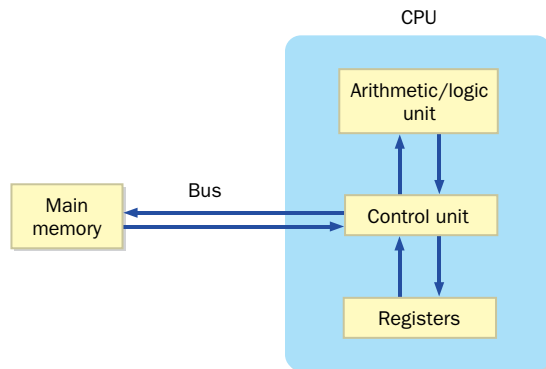 CPU
Arithmetic/logic
unit
Bus
Main
memory
Control unit
Registers